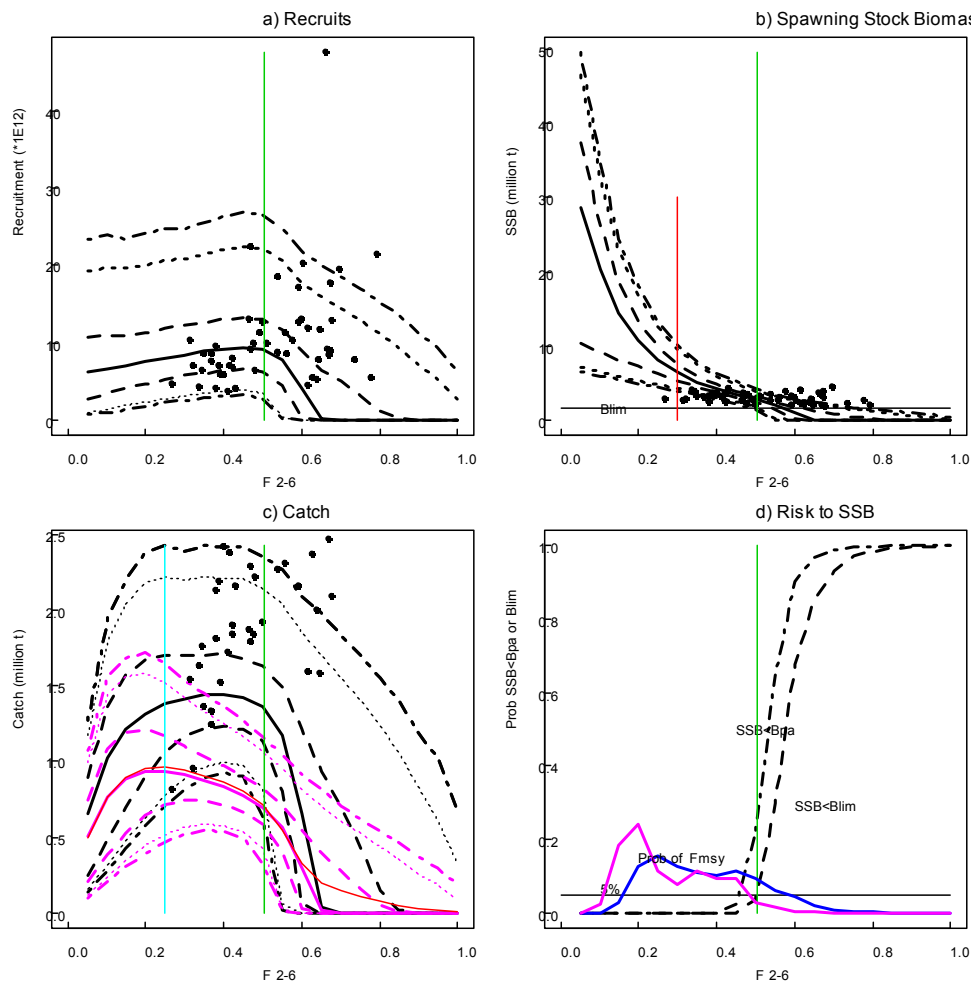 a) Recruits
Recruitment (*1E12)
40
30
20
10
0
0.0 0.2 0.4 0.6 0.8 1.0
F 2-6
b) Spawning Stock Biomas
SSB (million t)
50
40
30
20
10
0
Blim
0.0 0.2 0.4 0.6 0.8 1.0
F 2-6
c) Catch
Catch (million t)
2.5
2.0
1.5
1.0
0.5
0.0
0.0 0.2 0.4 0.6 0.8 1.0
F 2-6
d) Risk to SSB
Prob SSB<Bpa or Blim
1.0
0.8
0.6
0.4
0.2
0.0
SSB<Bpa
SSB<Blim
Prob of Fmsy
5%
0.0 0.2 0.4 0.6 0.8 1.0
F 2-6